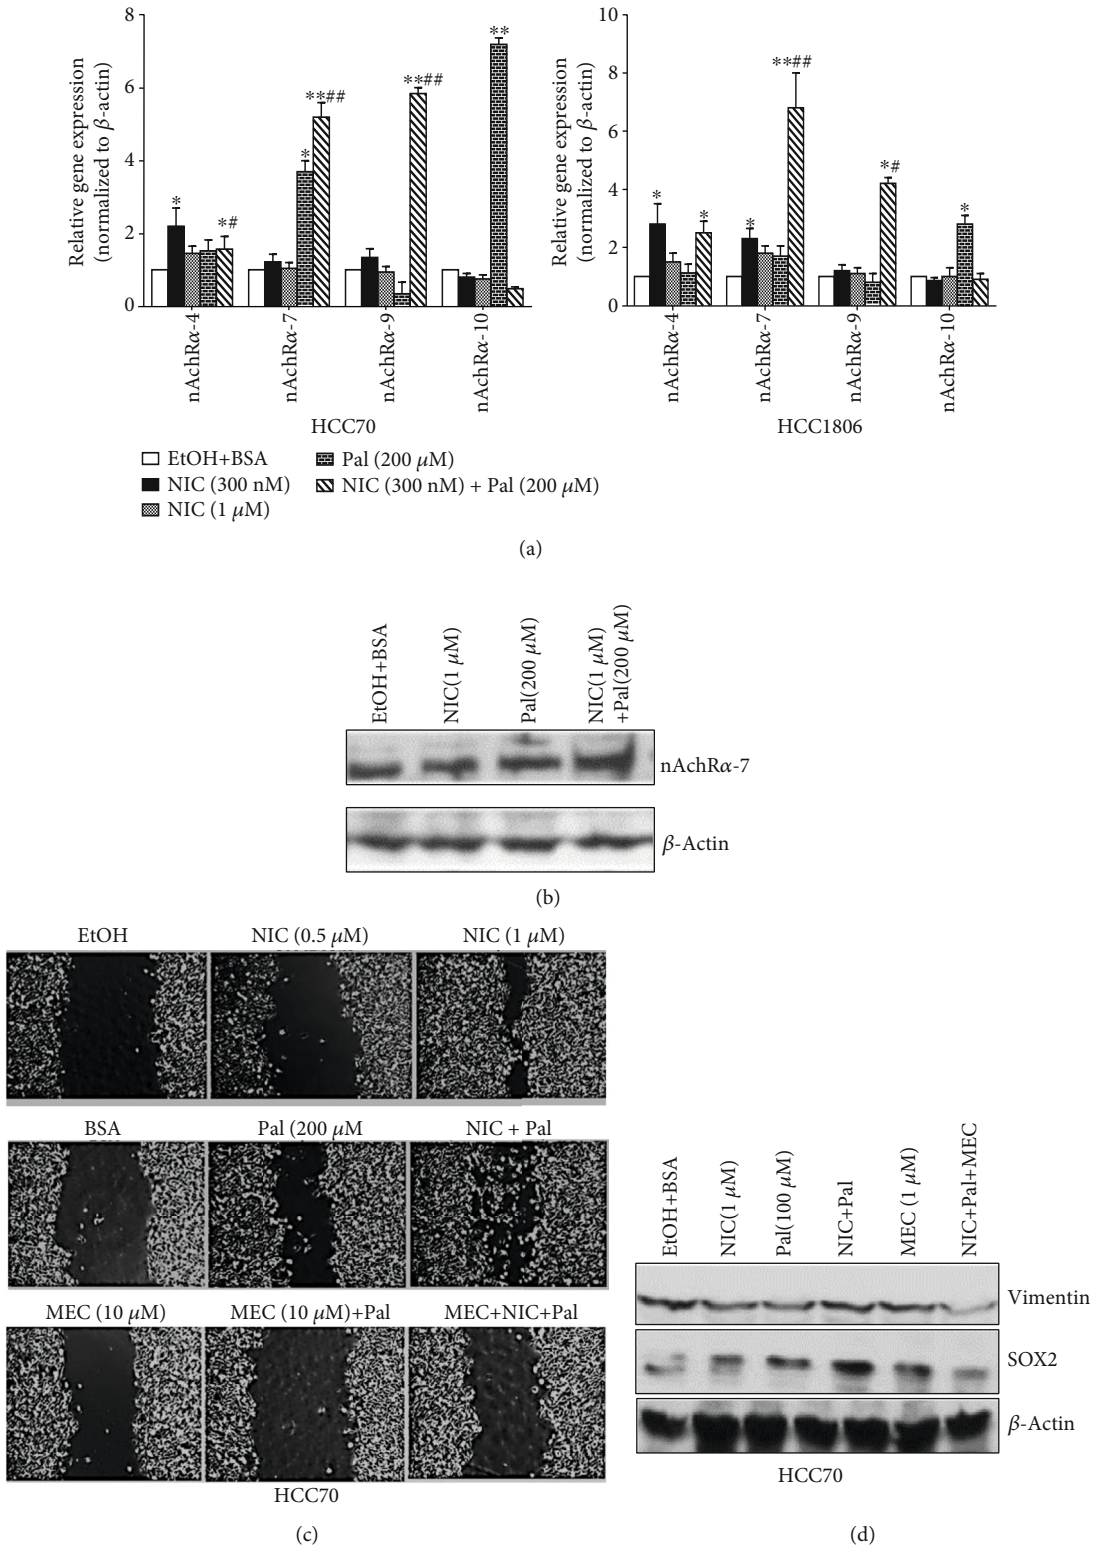 8
6
4
2
0
Relative gene expression
(normalized to β-actin)
*
*#
*
**##
**##
**
nAchRα-4
nAchRα-7
nAchRα-9
nAchRα-10
HCC70
10
8
6
4
2
0
Relative gene expression
(normalized to β-actin)
*
*
*
**##
*#
*
nAchRα-4
nAchRα-7
nAchRα-9
nAchRα-10
HCC1806
EtOH+BSA
NIC (300 nM)
NIC (1 μM)
Pal (200 μM)
NIC (300 nM) + Pal (200 μM)
(a)
EtOH+BSA
NIC(1 μM)
Pal(200 μM)
NIC(1 μM)
+Pal(200 μM)
nAchRα-7
β-Actin
(b)
EtOH
NIC (0.5 μM)
NIC (1 μM)
BSA
Pal (200 μM
NIC + Pal
MEC (10 μM)
MEC (10 μM)+Pal
MEC+NIC+Pal
HCC70
(c)
EtOH+BSA
NIC(1 μM)
Pal(100 μM)
NIC+Pal
MEC (1 μM)
NIC+Pal+MEC
Vimentin
SOX2
β-Actin
HCC70
(d)